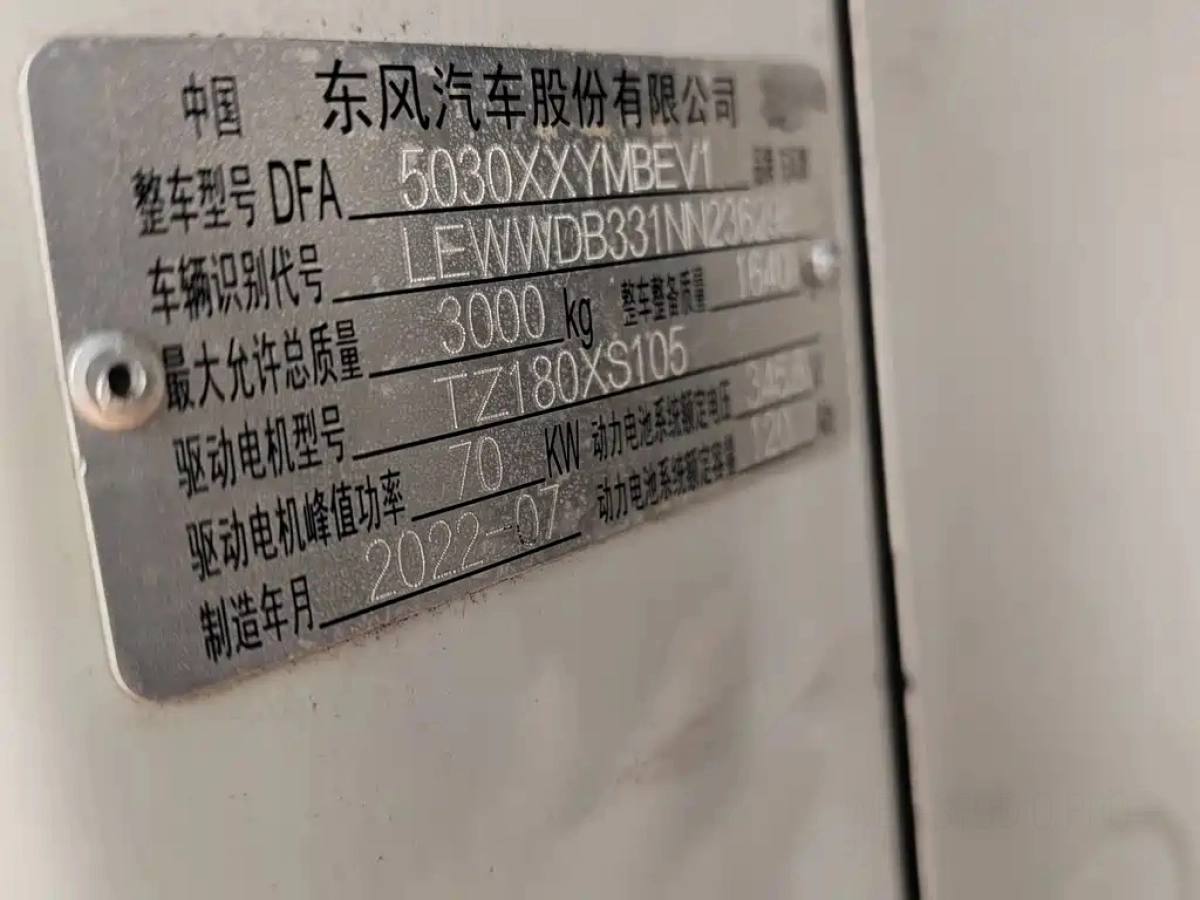 中国 东风汽车股份有限公司
整车型号 DFA 5030XXYMBEV1
车辆识别代号 LEWWDB331NN2362
最大允许总质量 3000 kg 整车整备质量 1640
驱动电机型号 TZ180XS105
驱动电机峰值功率 70 KW 动力电池系统额定电压 V
制造年月 2022-07 动力电池系统额定容量 120